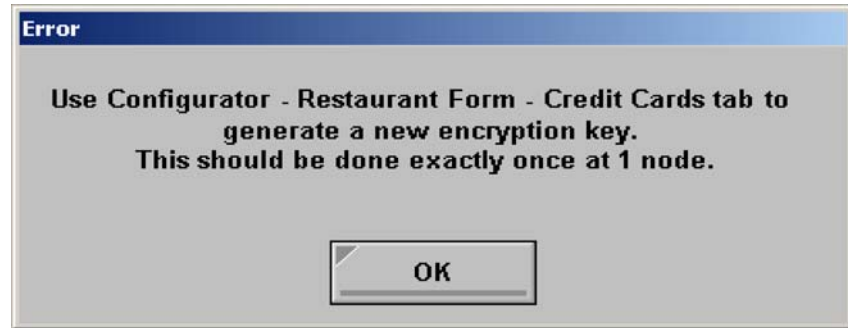 Error
Use Configurator - Restaurant Form - Credit Cards tab to
generate a new encryption key.
This should be done exactly once at 1 node.
OK